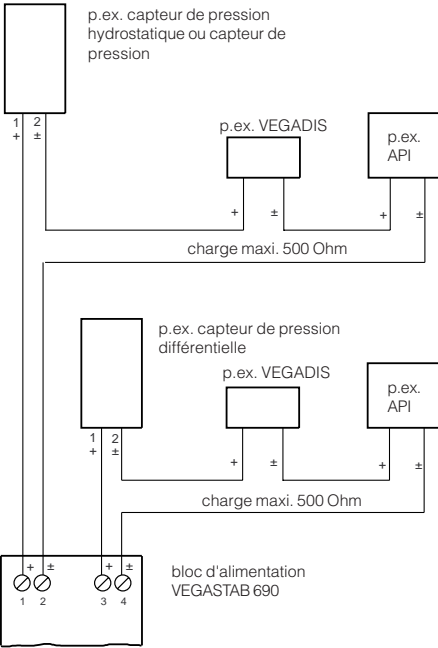 p.ex. capteur de pression
hydrostatique ou capteur de
pression
1 2
+ ±
p.ex. VEGADIS
p.ex.
API
+ ± + ±
charge maxi. 500 Ohm
p.ex. capteur de pression
différentielle
p.ex. VEGADIS
p.ex.
API
1 2
+ ±
+ ± + ±
charge maxi. 500 Ohm
+ ± + ±
1 2 3 4
bloc d'alimentation
VEGASTAB 690